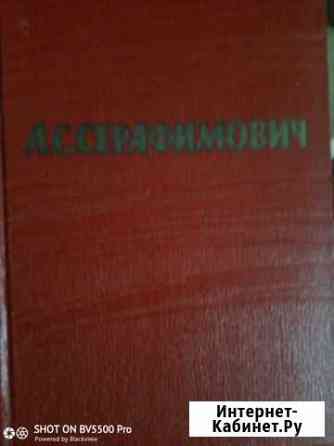 А.С.СЕРАФИМОВИЧ
SHOT ON BV5500 Pro
Powered by Blackview
Интернет-
Кабинет.Ру